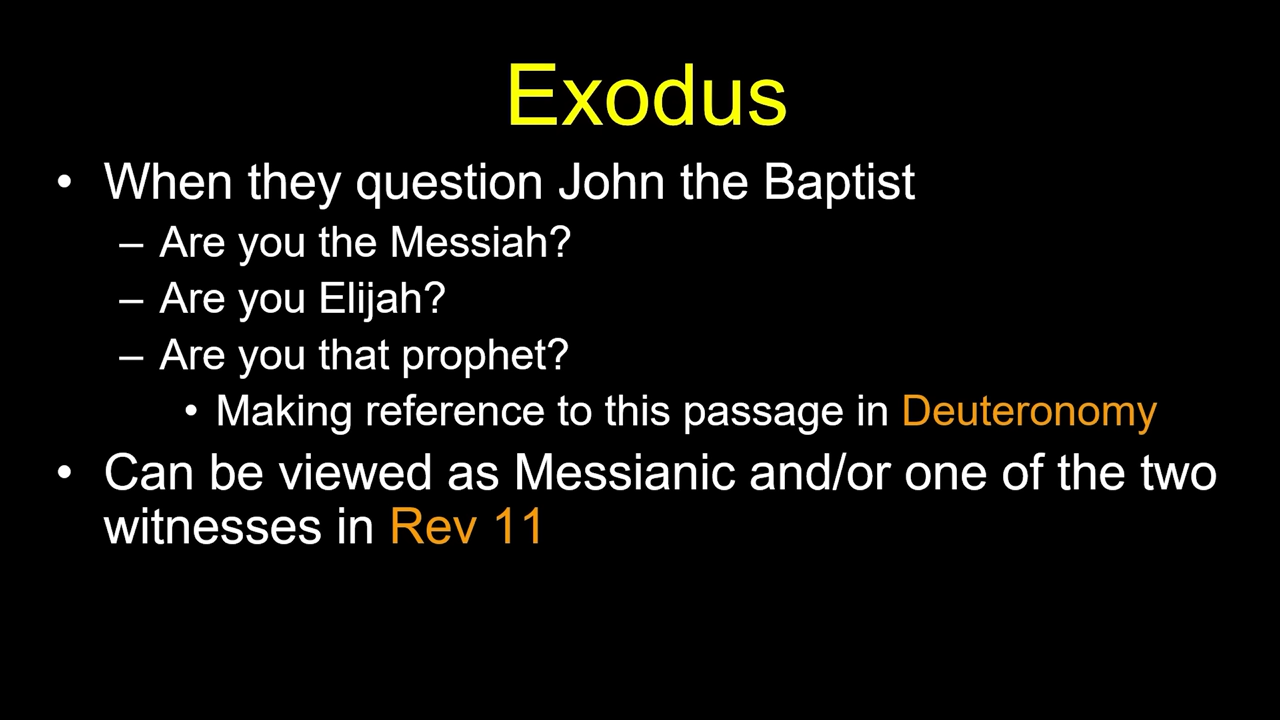 Exodus
• When they question John the Baptist
– Are you the Messiah?
– Are you Elijah?
– Are you that prophet?
• Making reference to this passage in Deuteronomy
• Can be viewed as Messianic and/or one of the two
witnesses in Rev 11